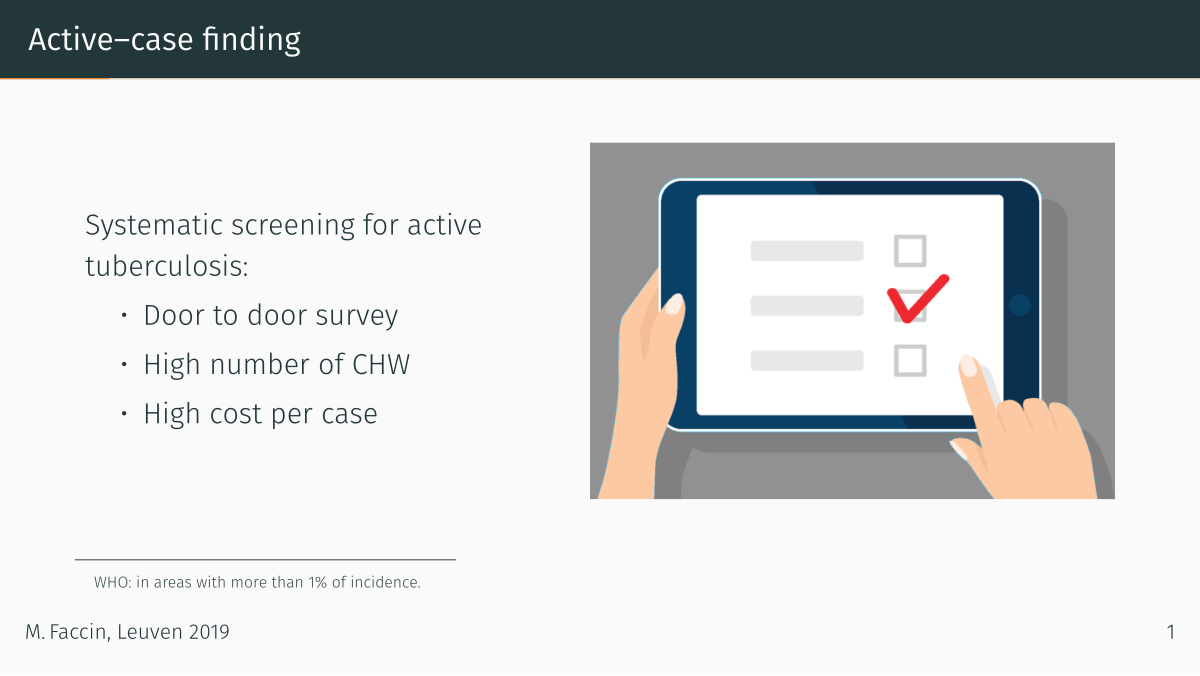 Active–case finding
Systematic screening for active
tuberculosis:
• Door to door survey
• High number of CHW
• High cost per case
WHO: in areas with more than 1% of incidence.
M. Faccin, Leuven 2019
1